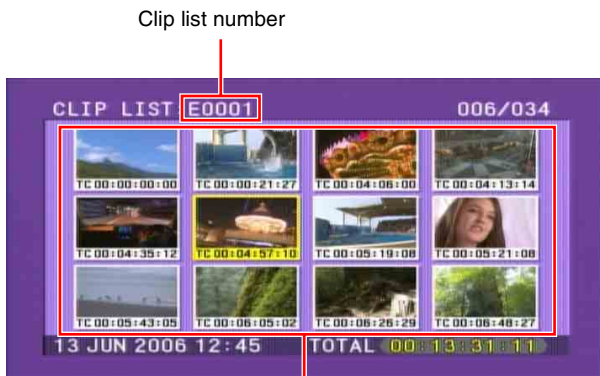 Clip list number
CLIP LIST:E0001 006/034
TC 00:00:00:00 TC 00:00:21:27 TC 00:04:06:00 TC 00:04:13:14
TC 00:04:35:12 TC 00:04:57:10 TC 00:05:19:08 TC 00:05:21:08
TC 00:05:43:05 TC 00:06:05:02 TC 00:06:26:29 TC 00:06:48:27
13 JUN 2006 12:45 TOTAL 00:13:31:11